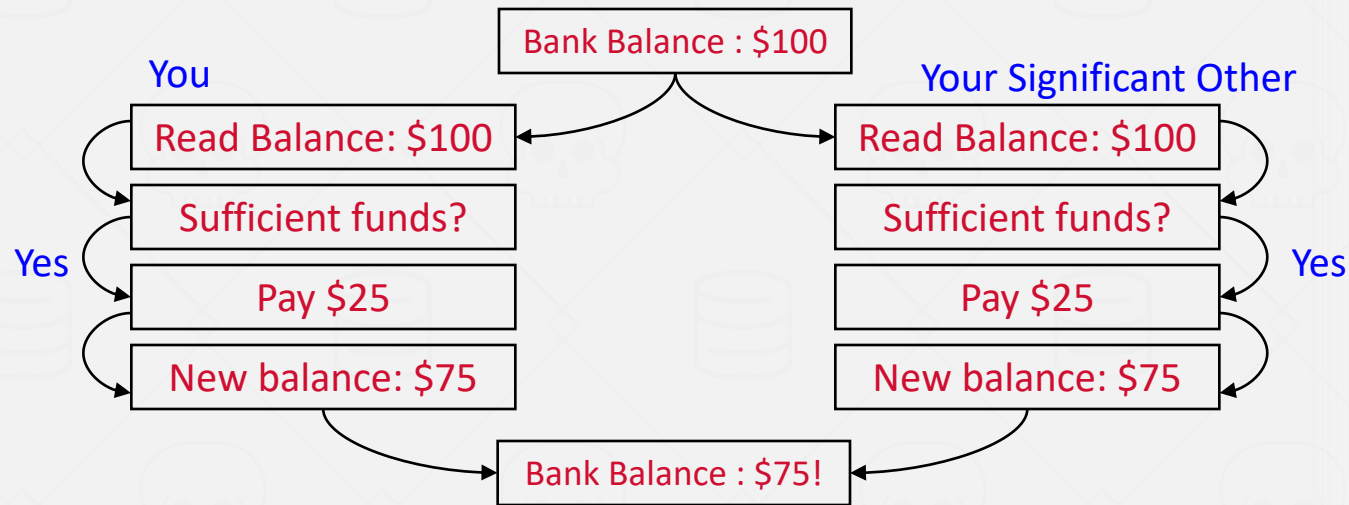 Bank Balance : $100
You
Your Significant Other
Read Balance: $100
Read Balance: $100
Sufficient funds?
Sufficient funds?
Yes
Yes
Pay $25
Pay $25
New balance: $75
New balance: $75
Bank Balance : $75!